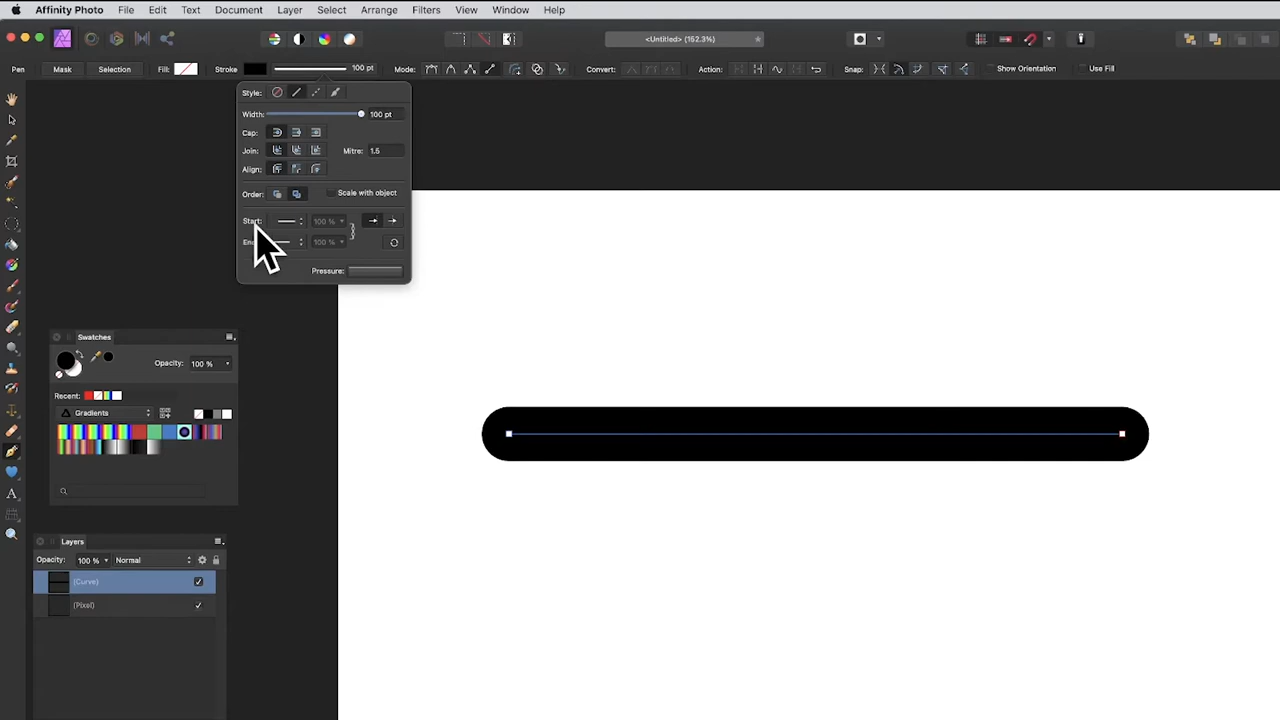 Affinity Photo File Edit Text Document Layer Select Arrange Filters View Window Help
<Untitled> (152.3%)
Pen Mask Selection Fill: Stroke 100 pt Mode: Convert: Action: Snap: Show Orientation Use Fill
Style:
Width: 100 pt
Cap:
Join: Mitre: 1.5
Align:
Order: Scale with object
Start: 100 %
100 %
Pressure:
Swatches
Opacity: 100 %
Recent:
Gradients
Layers
Opacity: 100 % Normal
(Curve)
(Pixel)